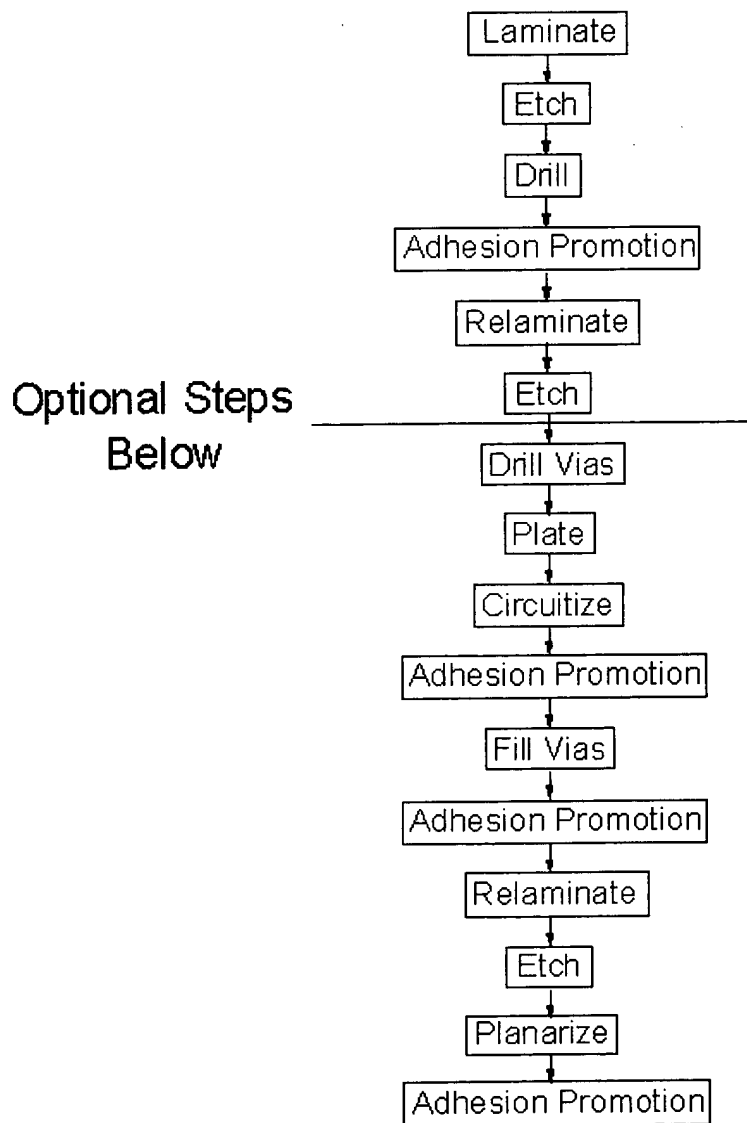 Laminate
Etch
Drill
Adhesion Promotion
Relaminate
Etch
Optional Steps
Below
Drill Vias
Plate
Circuitize
Adhesion Promotion
Fill Vias
Adhesion Promotion
Relaminate
Etch
Planarize
Adhesion Promotion